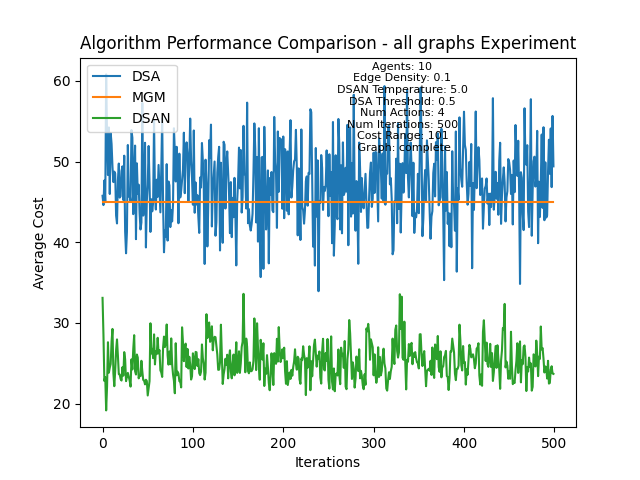 Algorithm Performance Comparison - all graphs Experiment
DSA
MGM
DSAN
Agents: 10
Edge Density: 0.1
DSAN Temperature: 5.0
DSA Threshold: 0.5
Num Actions: 4
Num Iterations: 500
Cost Range: 101
Graph: complete
Average Cost
60
50
40
30
20
0
100
200
300
400
500
Iterations